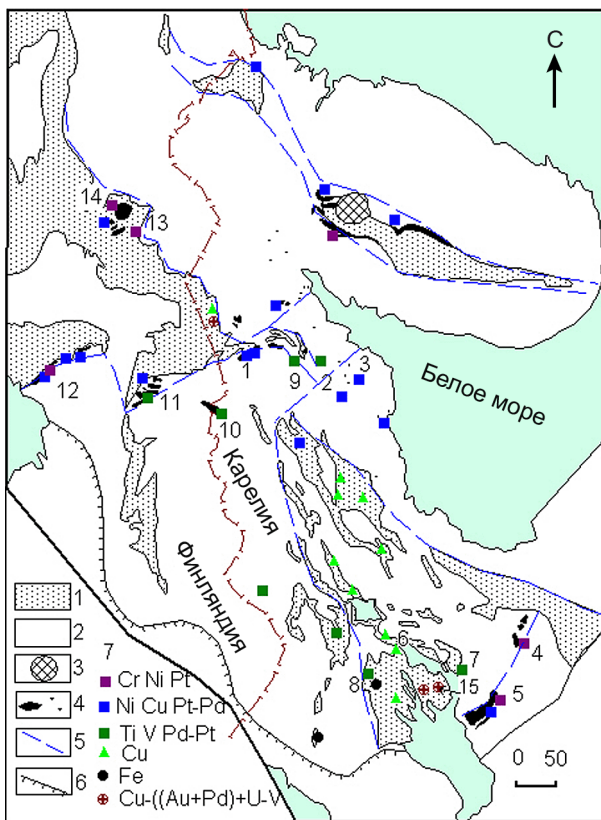 С
14
13
1
9
2
3
Белое море
12
11
10
Карелия
Финляндия
6
7
8
15
4
5
1
2
3
4
5
6
7
Cr Ni Pt
Ni Cu Pt-Pd
Ti V Pd-Pt
Cu
Fe
Cu-((Au+Pd)+U-V
0 50